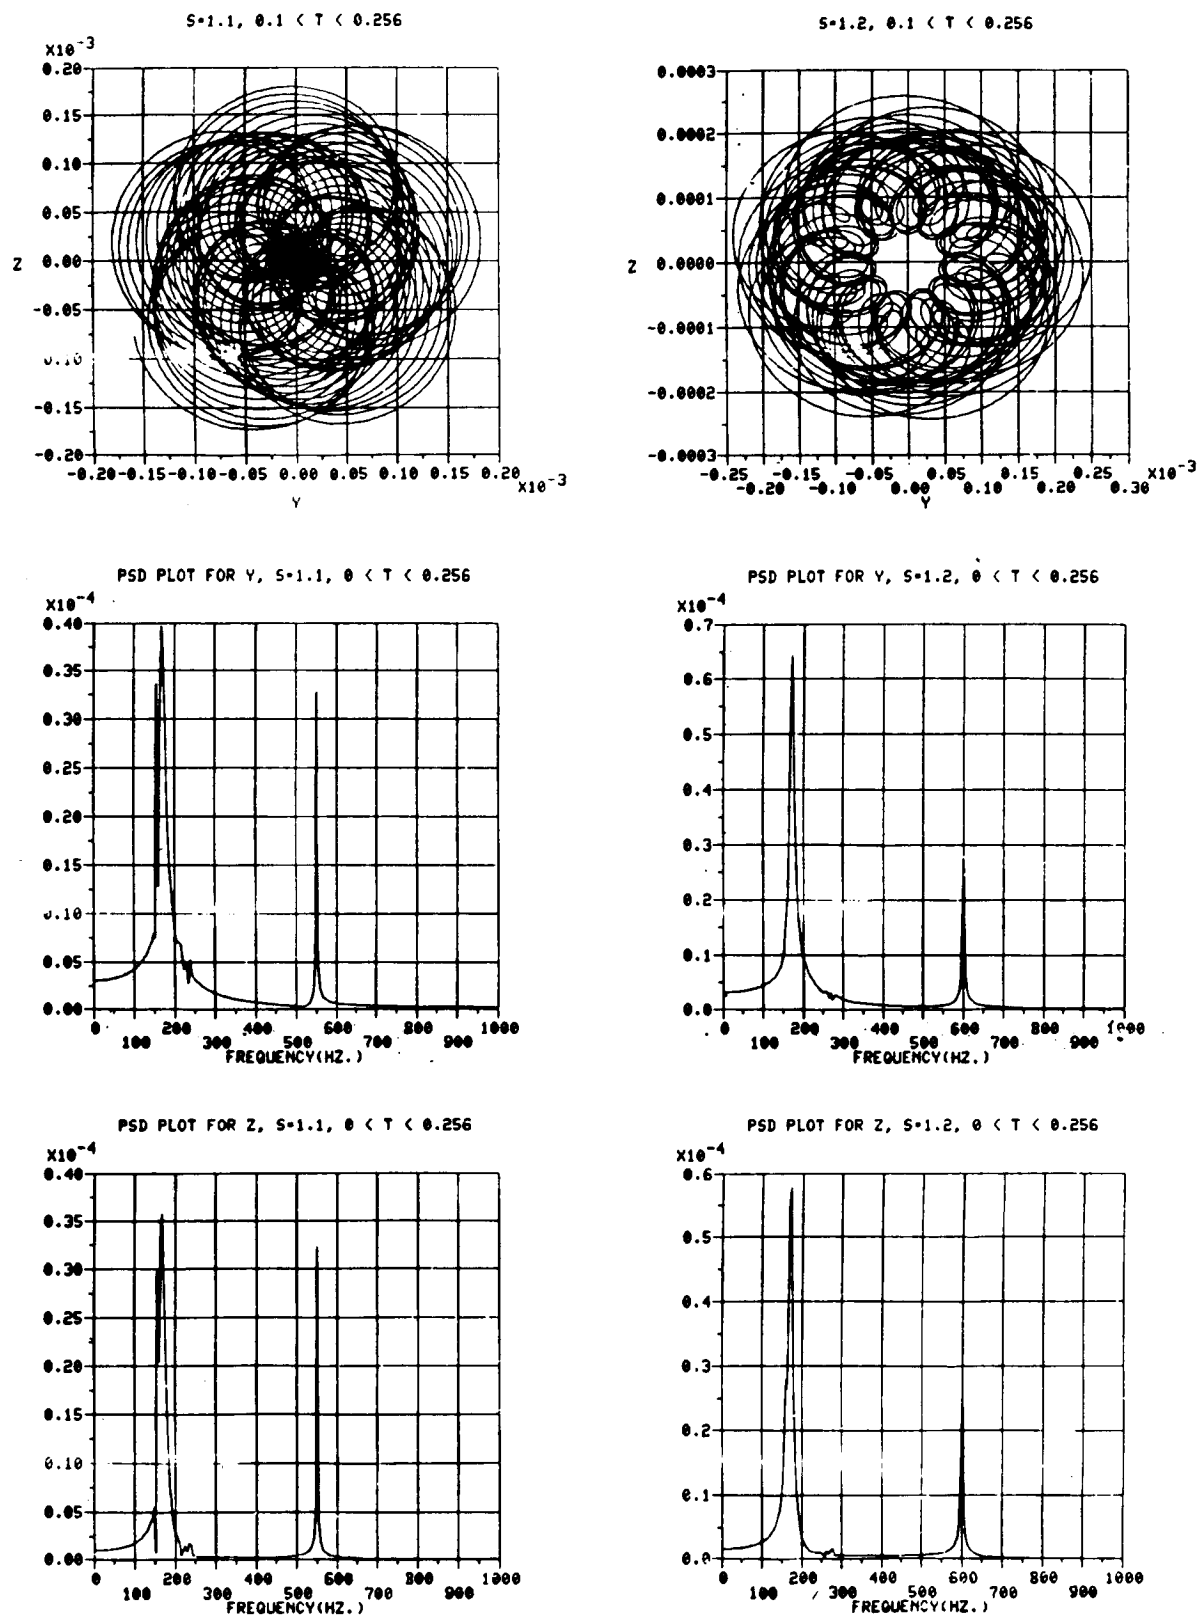 S=1.1, 0.1 < T < 0.256
X10-3
0.20
0.15
0.10
0.05
Z 0.00
-0.05
-0.15
-0.20
-0.20 -0.10 0.00 0.10 0.20 X10-3
-0.15 -0.05 0.05 0.15
Y
S=1.2, 0.1 < T < 0.256
0.0003
0.0002
0.0001
Z 0.0000
-0.0001
-0.0002
-0.0003
-0.25 -0.15 -0.05 0.05 0.15 0.25 X10-3
-0.20 -0.10 0.00 0.10 0.20 0.30
Y
PSD PLOT FOR Y, S=1.1, 0 < T < 0.256
X10-4
0.40
0.35
0.30
0.25
0.20
0.15
0.10
0.05
0.00
0 200 400 600 800 1000
100 300 500 700 900
FREQUENCY(HZ.)
PSD PLOT FOR Y, S=1.2, 0 < T < 0.256
X10-4
0.7
0.6
0.5
0.4
0.3
0.2
0.1
0.0
0 200 400 600 800 1000
100 300 500 700 900
FREQUENCY(HZ.)
PSD PLOT FOR Z, S=1.1, 0 < T < 0.256
X10-4
0.40
0.35
0.30
0.25
0.20
0.15
0.10
0.05
0.00
0 200 400 600 800 1000
100 300 500 700 900
FREQUENCY(HZ.)
PSD PLOT FOR Z, S=1.2, 0 < T < 0.256
X10-4
0.6
0.5
0.4
0.3
0.2
0.1
0.0
0 200 400 600 800 1000
100 300 500 700 900
FREQUENCY(HZ.)